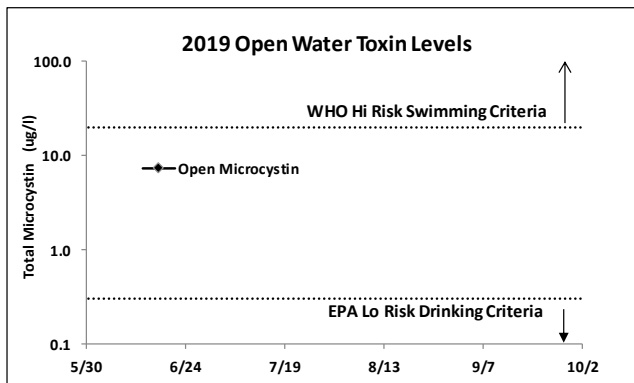 2019 Open Water Toxin Levels
Total Microcystin (ug/l)
100.0
10.0
1.0
0.1
WHO Hi Risk Swimming Criteria
Open Microcystin
EPA Lo Risk Drinking Criteria
5/30 6/24 7/19 8/13 9/7 10/2